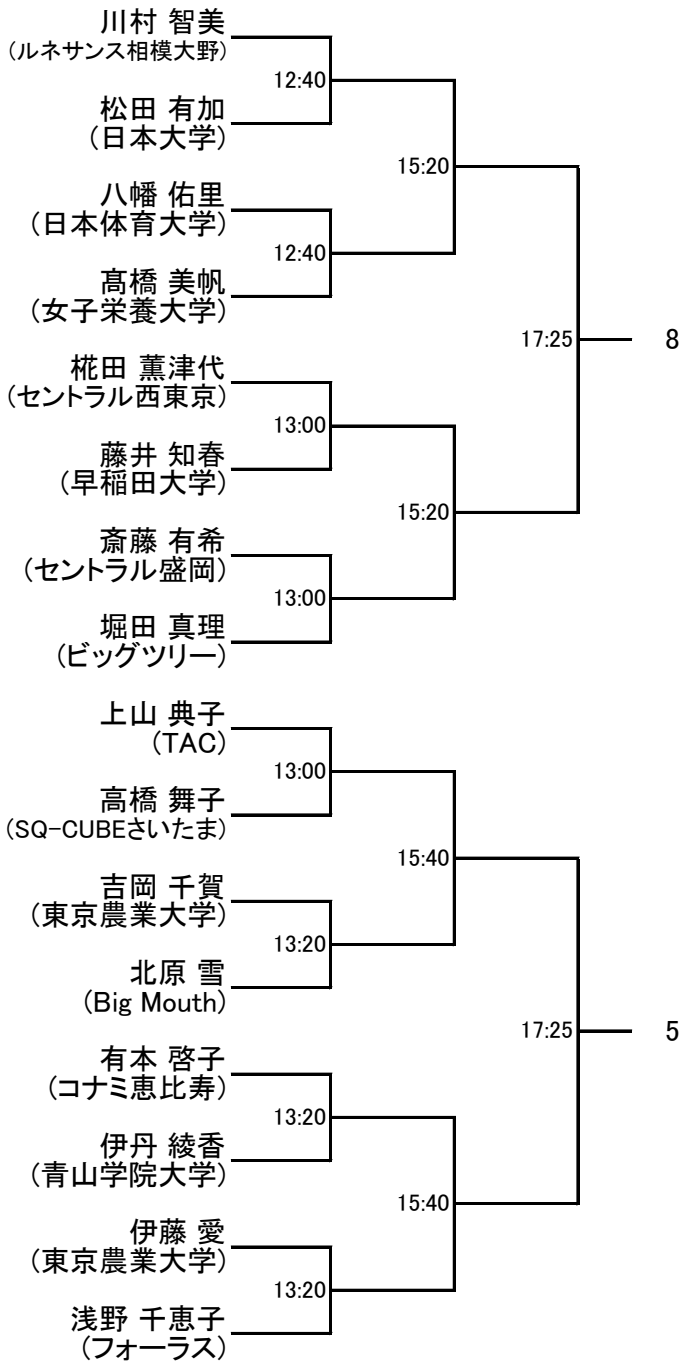 川村 智美
(ルネサンス相模大野)
12:40
松田 有加
(日本大学)
15:20
八幡 佑里
(日本体育大学)
12:40
髙橋 美帆
(女子栄養大学)
17:25
8
椛田 薫津代
(セントラル西東京)
13:00
藤井 知春
(早稲田大学)
15:20
斎藤 有希
(セントラル盛岡)
13:00
堀田 真理
(ビッグツリー)
上山 典子
(TAC)
13:00
高橋 舞子
(SQ-CUBEさいたま)
15:40
吉岡 千賀
(東京農業大学)
13:20
北原 雪
(Big Mouth)
17:25
5
有本 啓子
(コナミ恵比寿)
13:20
伊丹 綾香
(青山学院大学)
15:40
伊藤 愛
(東京農業大学)
13:20
浅野 千恵子
(フォーラス)